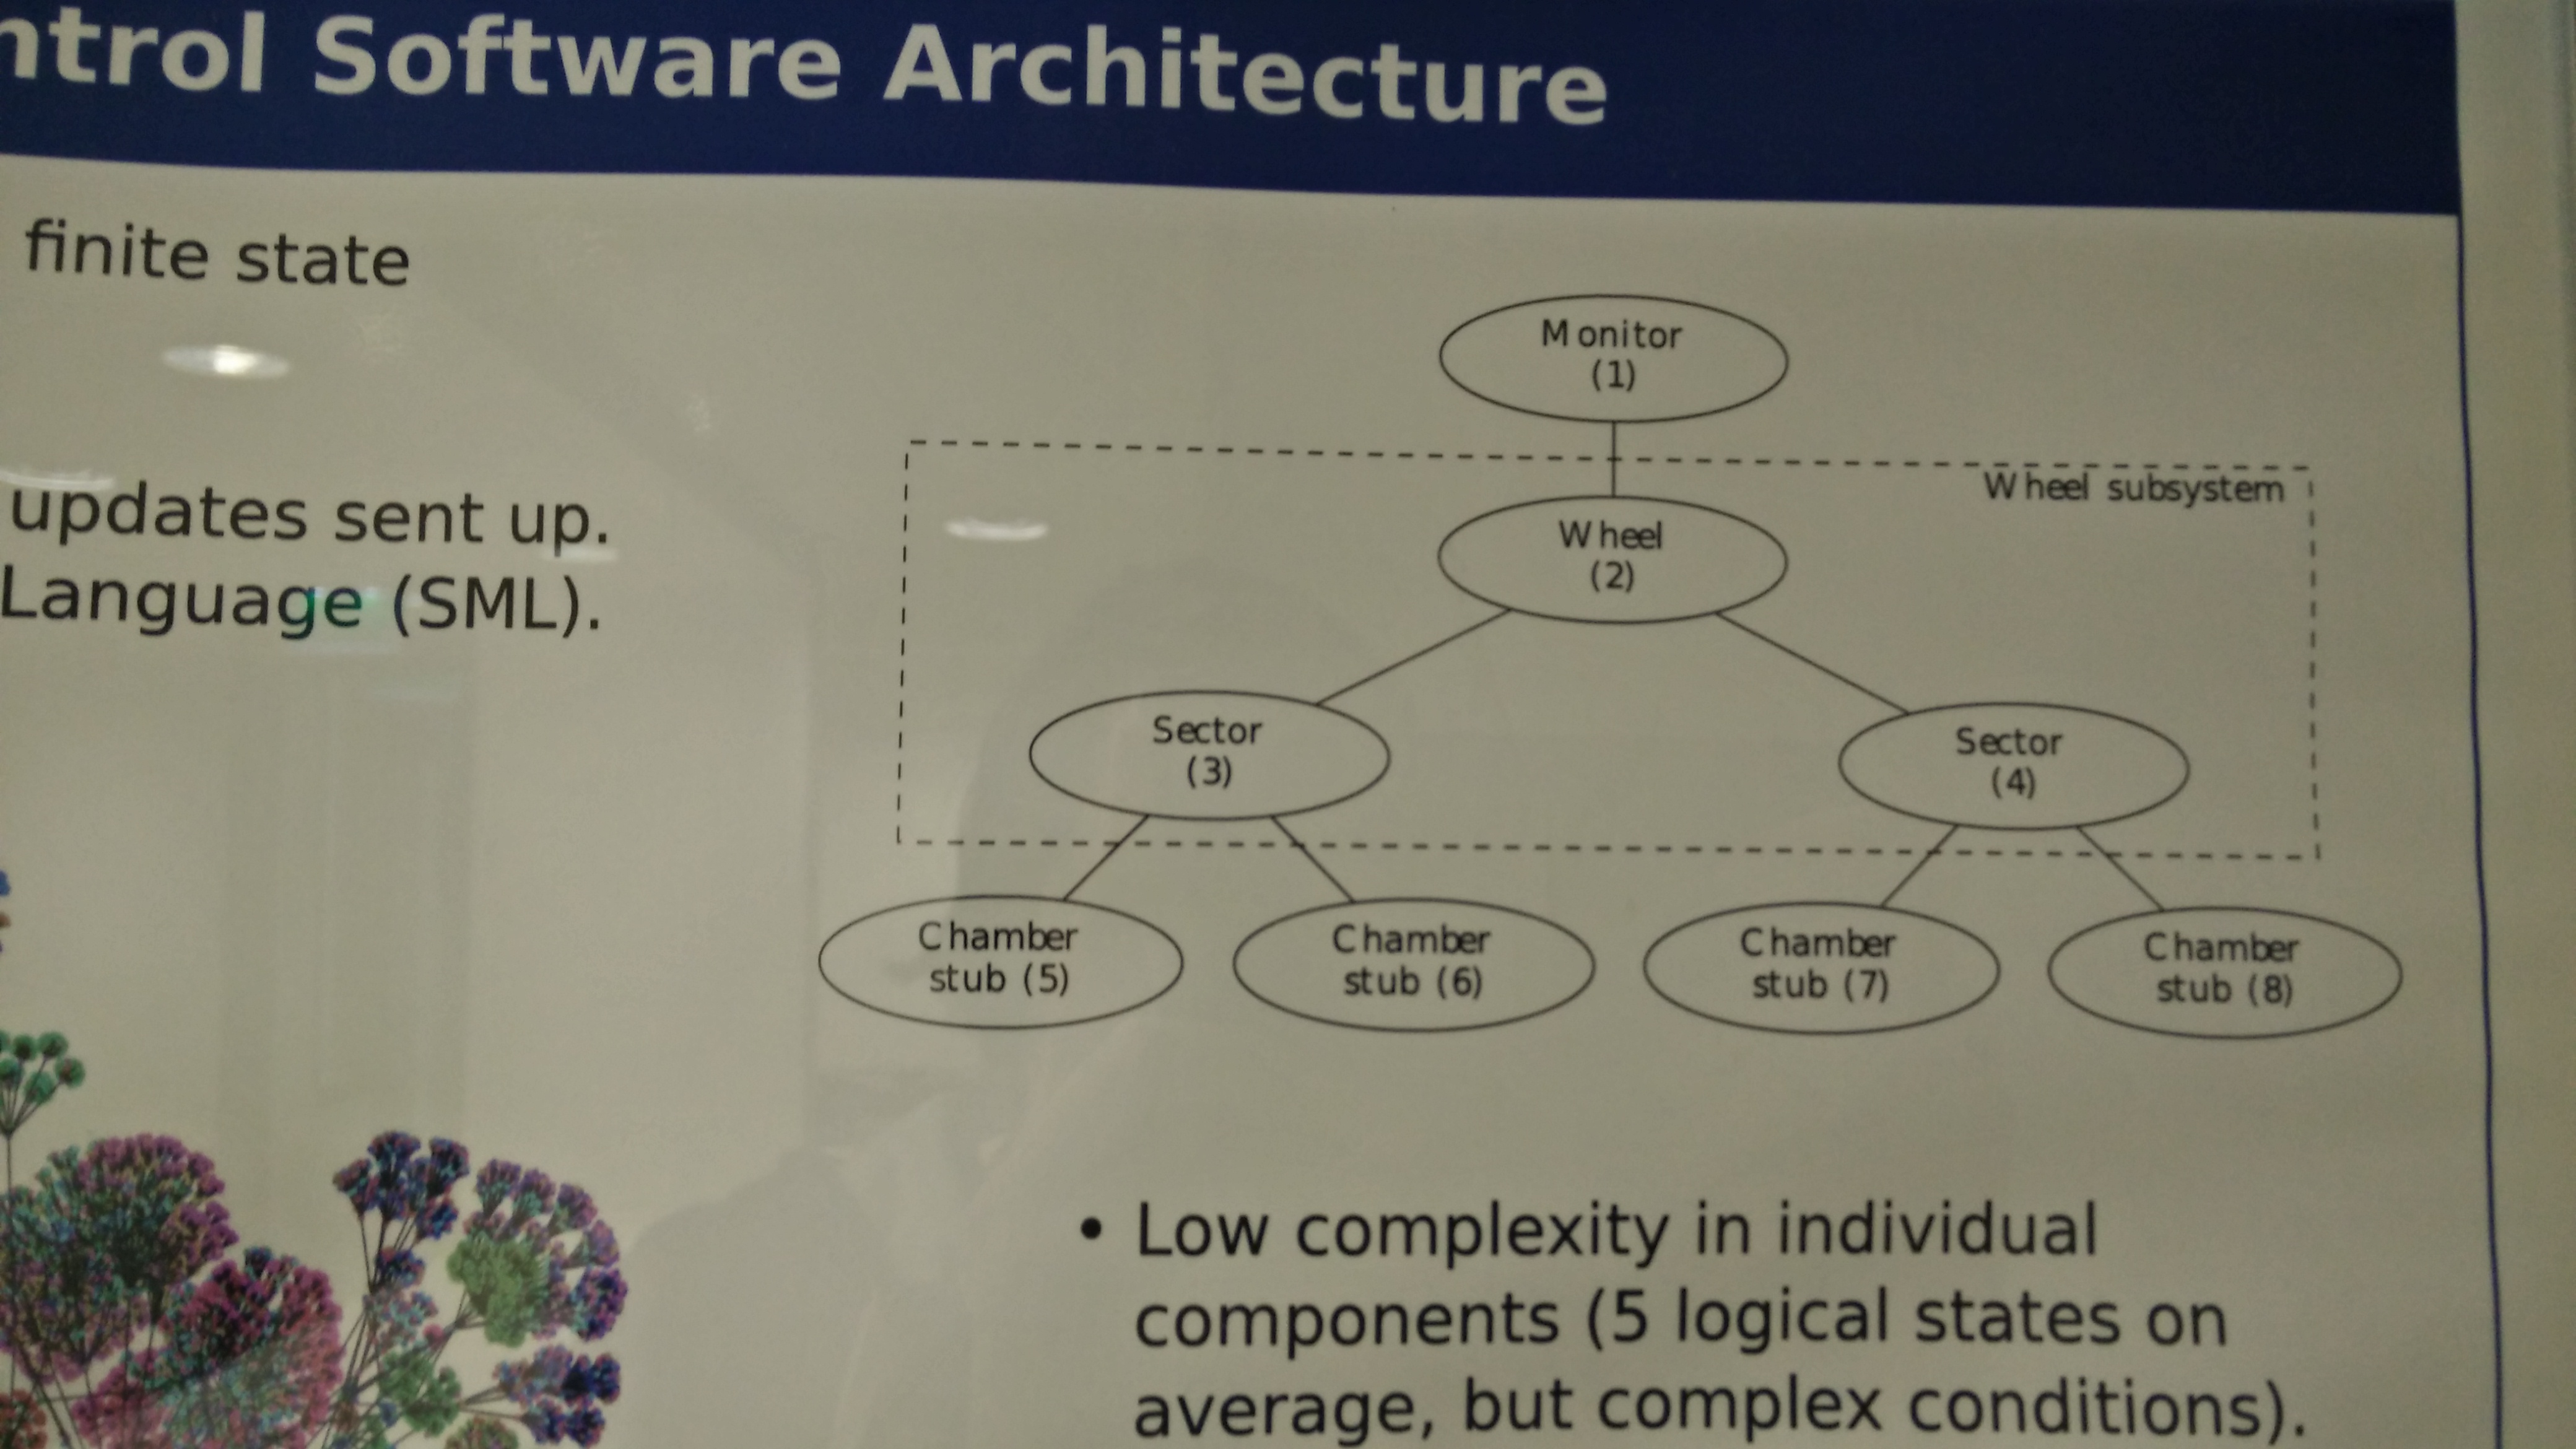 ntrol Software Architecture
finite state
updates sent up.
Language (SML).
Monitor
(1)
Wheel subsystem
Wheel
(2)
Sector
(3)
Sector
(4)
Chamber
stub (5)
Chamber
stub (6)
Chamber
stub (7)
Chamber
stub (8)
• Low complexity in individual
components (5 logical states on
average, but complex conditions).